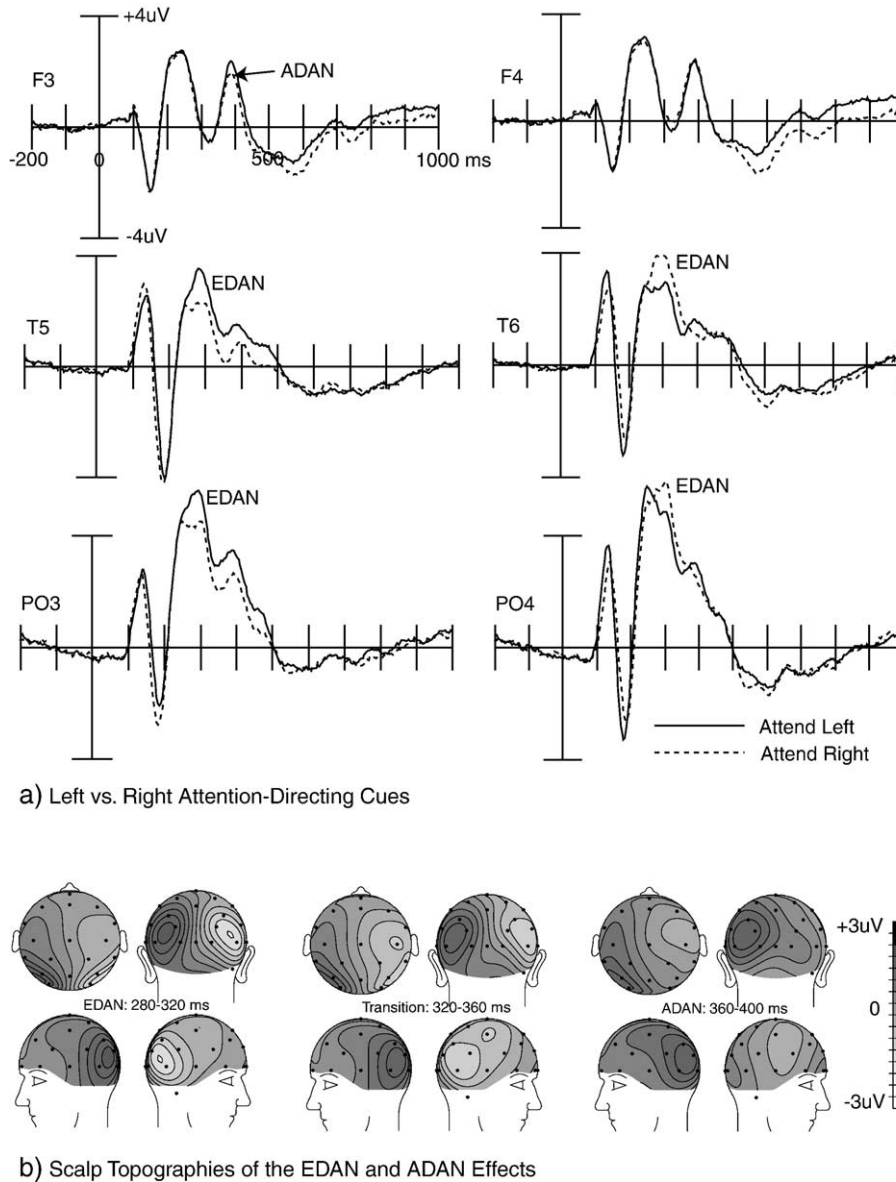 +4uV
F3
ADAN
F4
-200
0
500
1000 ms
-4uV
T5
EDAN
T6
EDAN
PO3
EDAN
PO4
EDAN
Attend Left
Attend Right
a) Left vs. Right Attention-Directing Cues
+3uV
0
-3uV
EDAN: 280-320 ms
Transition: 320-360 ms
ADAN: 360-400 ms
b) Scalp Topographies of the EDAN and ADAN Effects